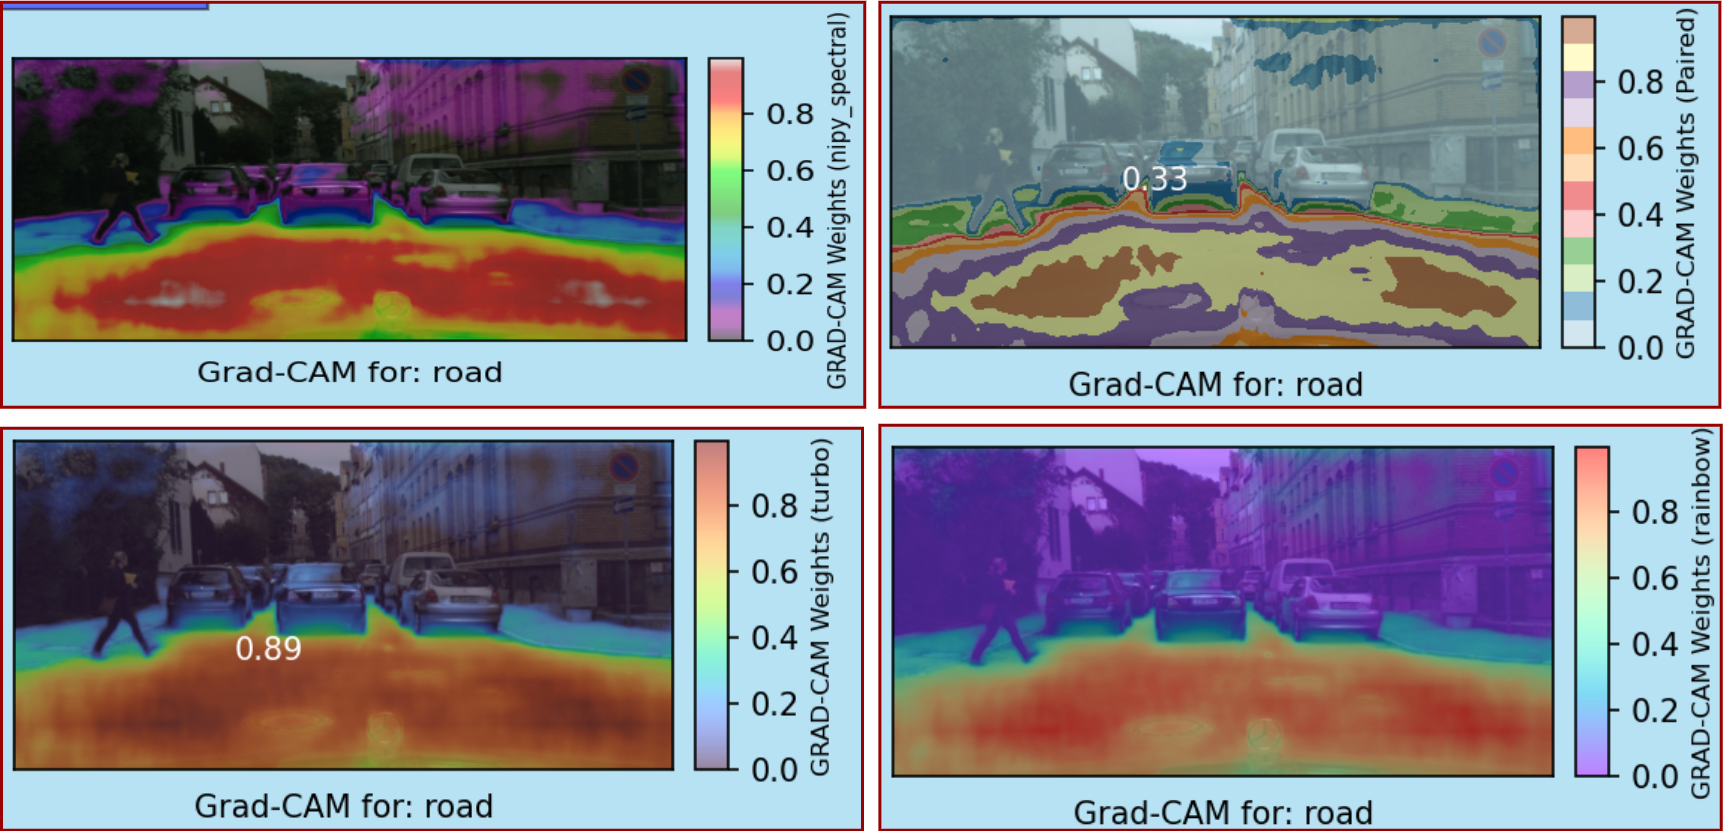 0.8
0.6
0.4
0.2
0.0
GRAD-CAM Weights (nipy_spectral)
Grad-CAM for: road
0.33
0.8
0.6
0.4
0.2
0.0
GRAD-CAM Weights (Paired)
Grad-CAM for: road
0.89
0.8
0.6
0.4
0.2
0.0
GRAD-CAM Weights (turbo)
Grad-CAM for: road
0.8
0.6
0.4
0.2
0.0
GRAD-CAM Weights (rainbow)
Grad-CAM for: road